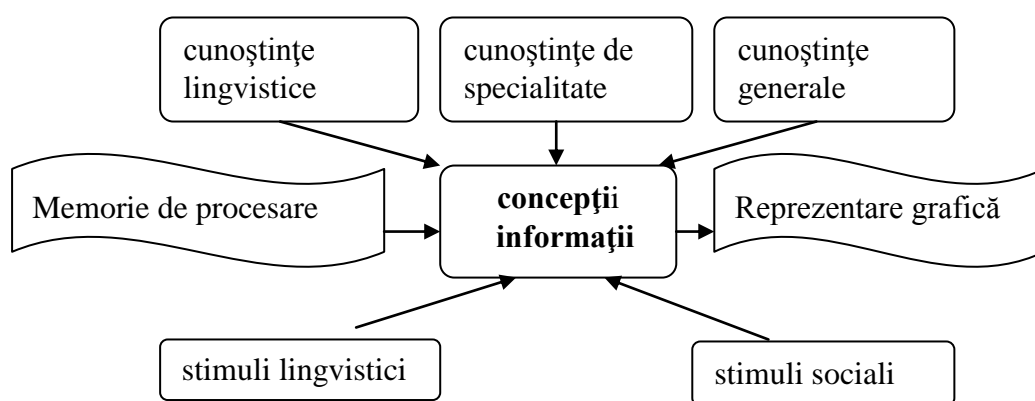 cunoştinţe
lingvistice
cunoştinţe de
specialitate
cunoştinţe
generale
Memorie de procesare
concepţii
informaţii
Reprezentare grafică
stimuli lingvistici
stimuli sociali